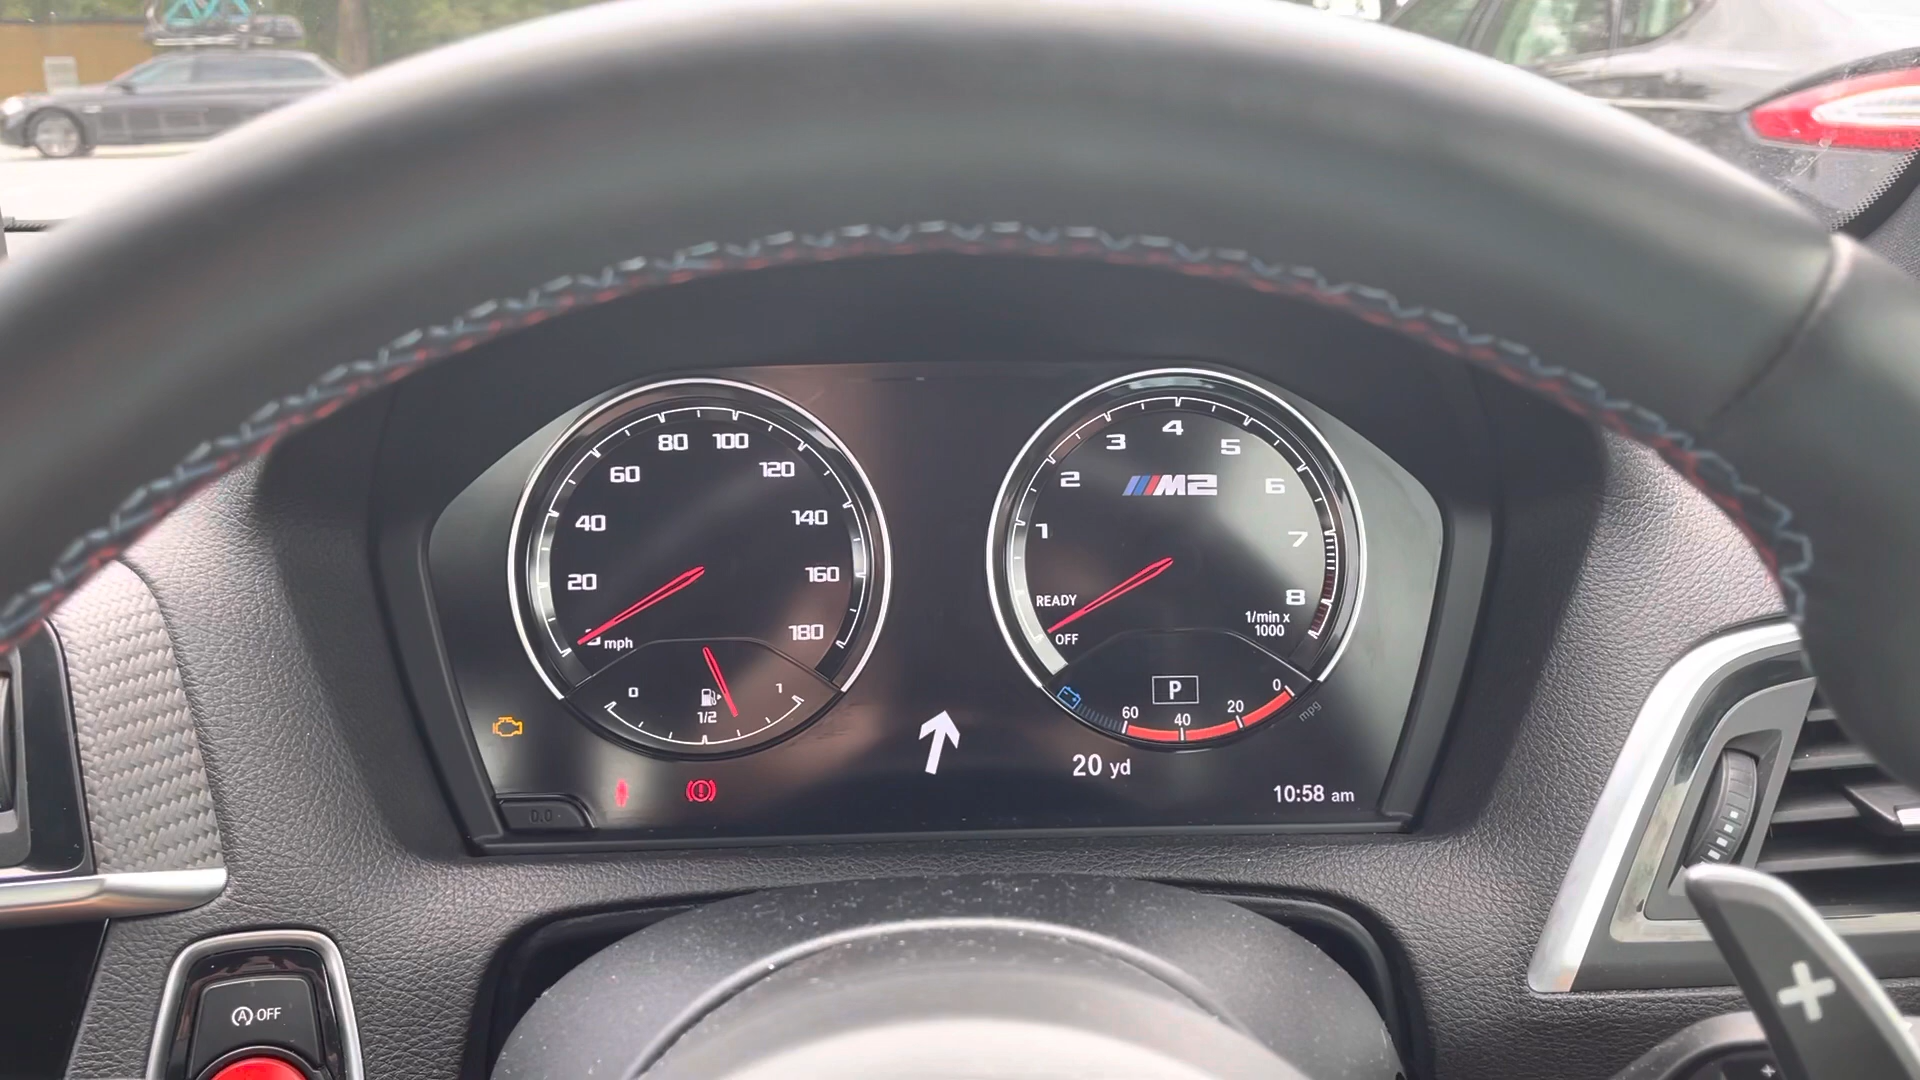 80 100
60 120
40 140
20 160
180
mph
0 1
1/2
4
3 5
2 M2 6
1 7
READY 8
OFF
1/min x
1000
P
60 40 20 0
mpg
20 yd
10:58 am
0.0
A OFF